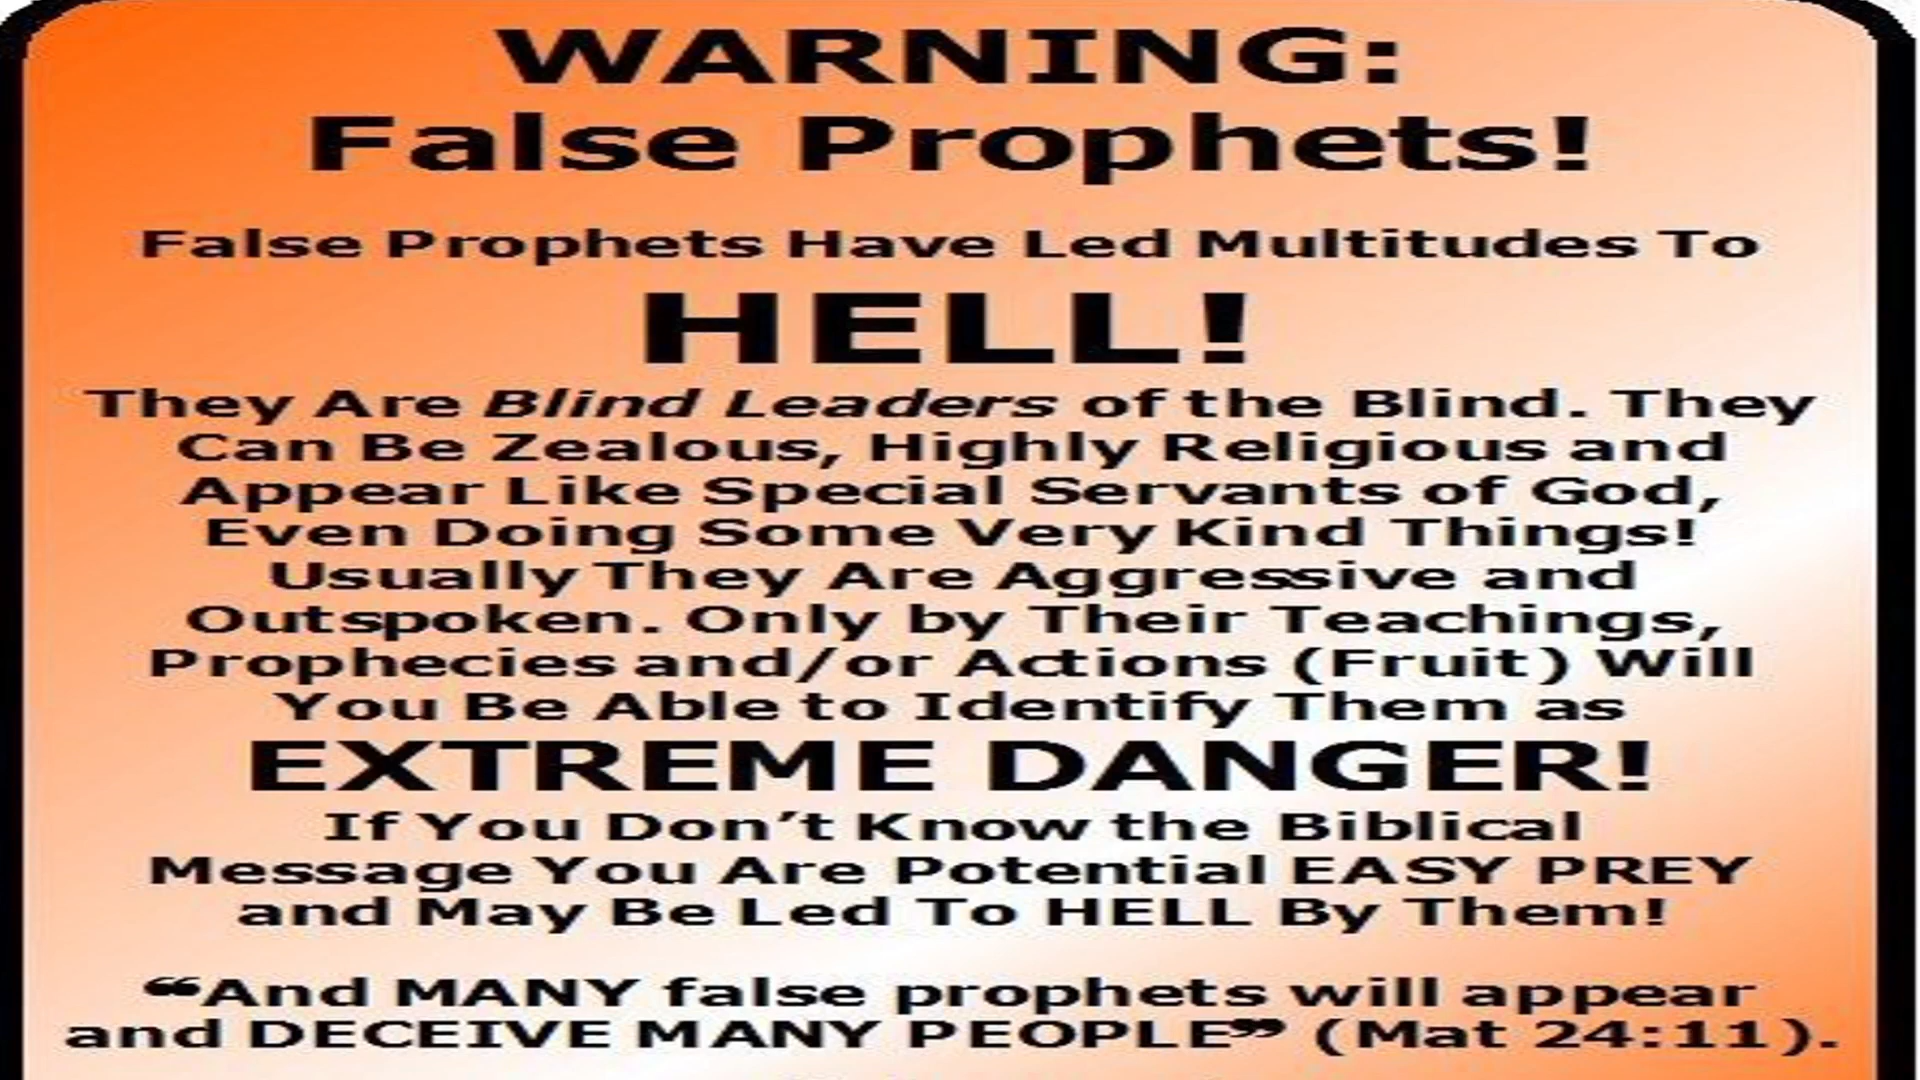 WARNING:
False Prophets!
False Prophets Have Led Multitudes To
HELL!
They Are Blind Leaders of the Blind. They
Can Be Zealous, Highly Religious and
Appear Like Special Servants of God,
Even Doing Some Very Kind Things!
Usually They Are Aggressive and
Outspoken. Only by Their Teachings,
Prophecies and/or Actions (Fruit) Will
You Be Able to Identify Them as
EXTREME DANGER!
If You Don’t Know the Biblical
Message You Are Potential EASY PREY
and May Be Led To HELL By Them!
“And MANY false prophets will appear
and DECEIVE MANY PEOPLE” (Mat 24:11).